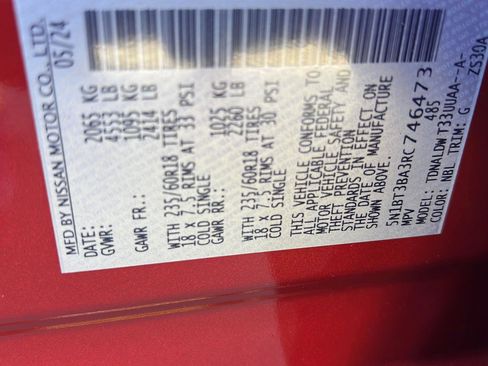 MFD BY NISSAN MOTOR CO., LTD.
DATE: 05/24
GVWR: 2065 KG
4553 LB
GAWR FR.: 1095 KG
2414 LB
WITH 235/60R18 TIRES
18 X 7.5 RIMS AT 33 PSI
COLD SINGLE
GAWR RR.: 1025 KG
2260 LB
WITH 235/60R18 TIRES
18 X 7.5 RIMS AT 30 PSI
COLD SINGLE
THIS VEHICLE CONFORMS TO
ALL APPLICABLE FEDERAL
MOTOR VEHICLE SAFETY AND
THEFT PREVENTION
STANDARDS IN EFFECT ON
THE DATE OF MANUFACTURE
SHOWN ABOVE.
5N1BT3BA3RC746473
MPV 485
MODEL: TDNALDW T330UAA--A-
COLOR: NBL TRIM: G
ZS30A